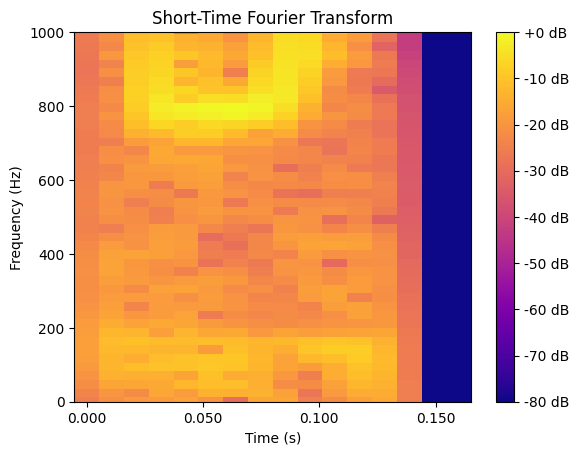 Short-Time Fourier Transform
Frequency (Hz)
1000
800
600
400
200
0
0.000
0.050
0.100
0.150
Time (s)
+0 dB
-10 dB
-20 dB
-30 dB
-40 dB
-50 dB
-60 dB
-70 dB
-80 dB